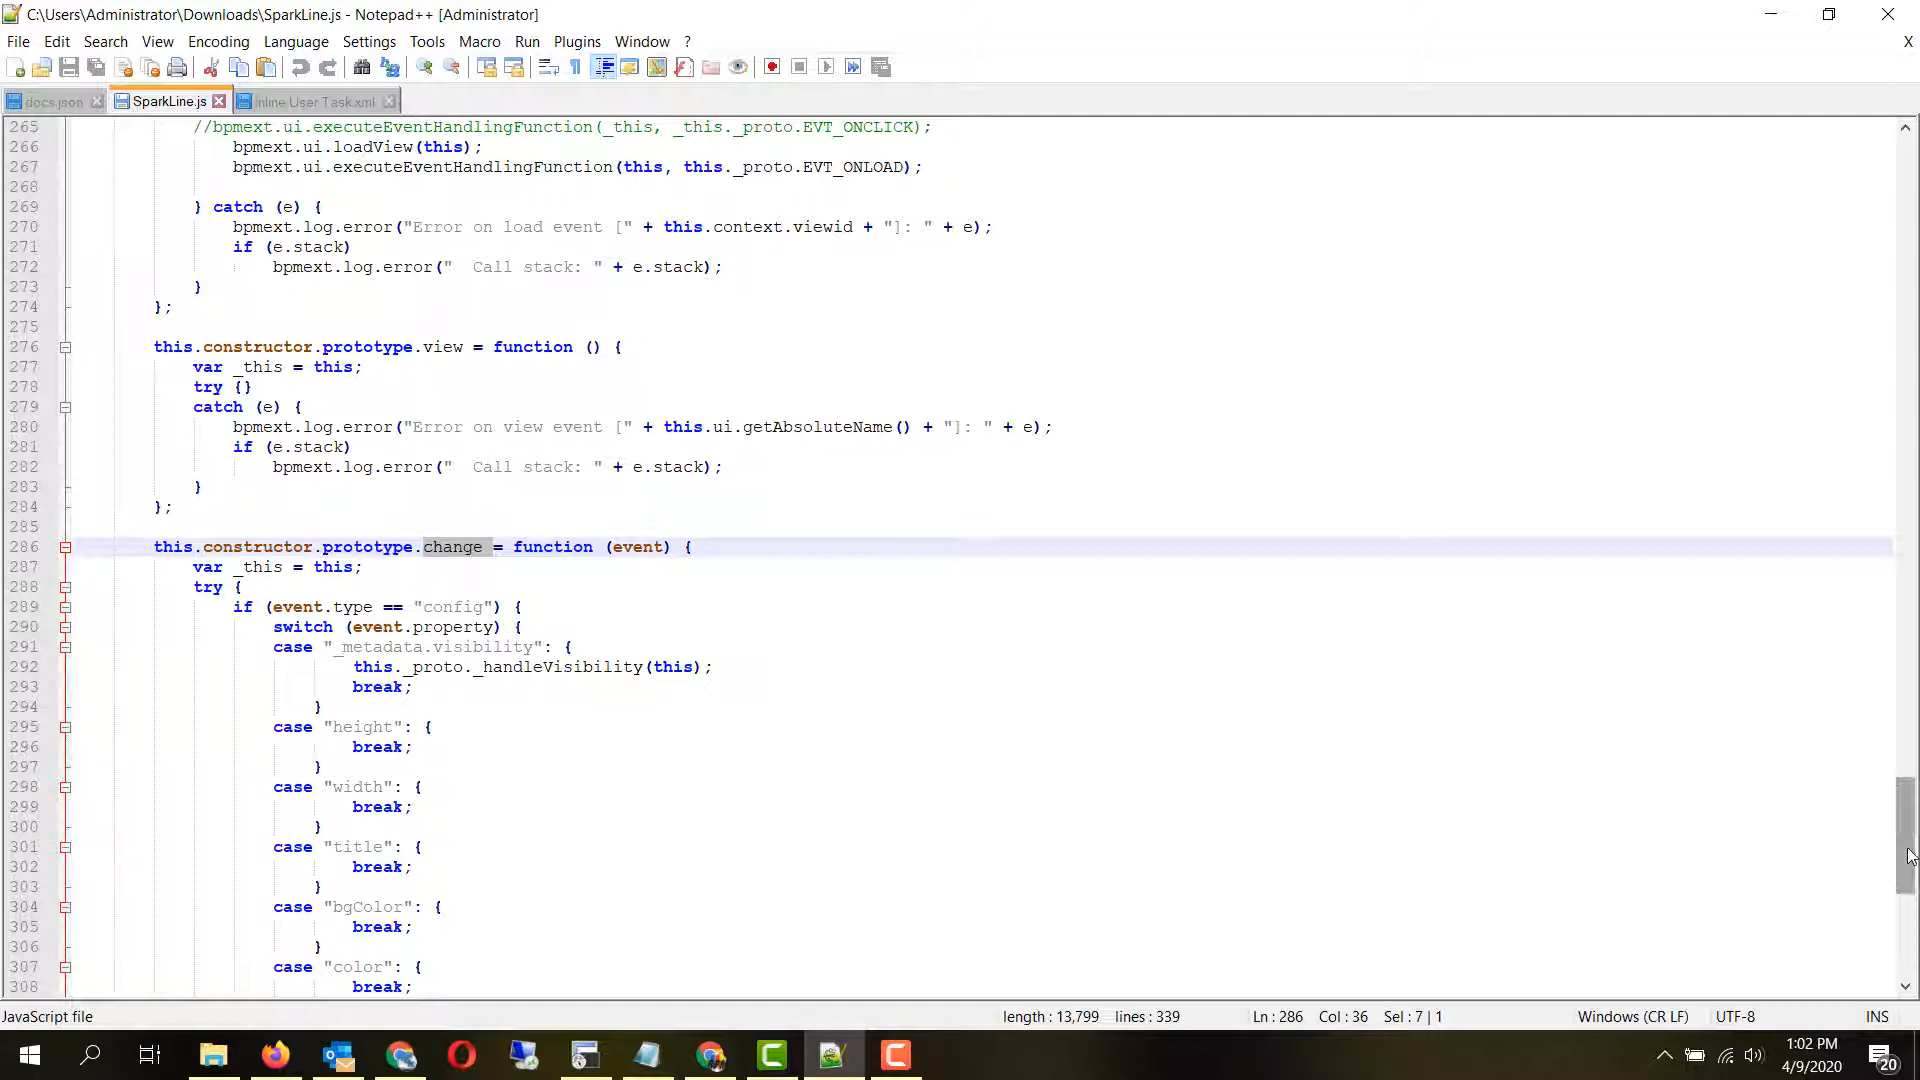 C:\Users\Administrator\Downloads\SparkLine.js - Notepad++ [Administrator]
File Edit Search View Encoding Language Settings Tools Macro Run Plugins Window ? X
docs.json SparkLine.js Inline User Task.xml
265 //bpmext.ui.executeEventHandlingFunction(_this, _this._proto.EVT_ONCLICK);
266 bpmext.ui.loadView(this);
267 bpmext.ui.executeEventHandlingFunction(this, this._proto.EVT_ONLOAD);
268
269 } catch (e) {
270 bpmext.log.error("Error on load event [" + this.context.viewid + "]: " + e);
271 if (e.stack)
272 bpmext.log.error("  Call stack: " + e.stack);
273 }
274 };
275
276 this.constructor.prototype.view = function () {
277 var _this = this;
278 try {}
279 catch (e) {
280 bpmext.log.error("Error on view event [" + this.ui.getAbsoluteName() + "]: " + e);
281 if (e.stack)
282 bpmext.log.error("  Call stack: " + e.stack);
283 }
284 };
285
286 this.constructor.prototype.change = function (event) {
287 var _this = this;
288 try {
289 if (event.type == "config") {
290 switch (event.property) {
291 case "_metadata.visibility": {
292 this._proto._handleVisibility(this);
293 break;
294 }
295 case "height": {
296 break;
297 }
298 case "width": {
299 break;
300 }
301 case "title": {
302 break;
303 }
304 case "bgColor": {
305 break;
306 }
307 case "color": {
308 break;
JavaScript file length : 13,799 lines : 339 Ln : 286 Col : 36 Sel : 7 | 1 Windows (CR LF) UTF-8 INS
1:02 PM
4/9/2020
20